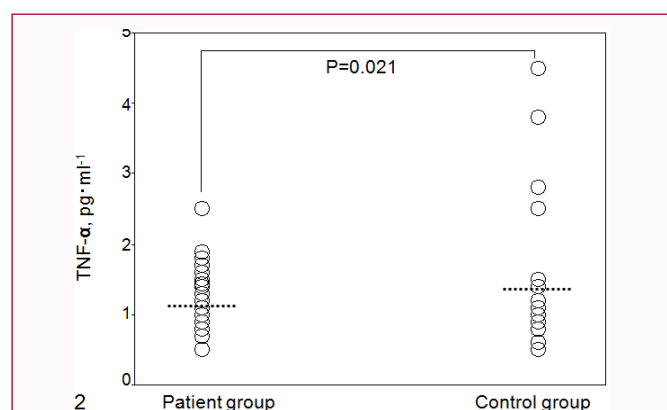 5
P=0.021
4
3
TNF-α, pg·ml-1
2
1
0
2
Patient group
Control group